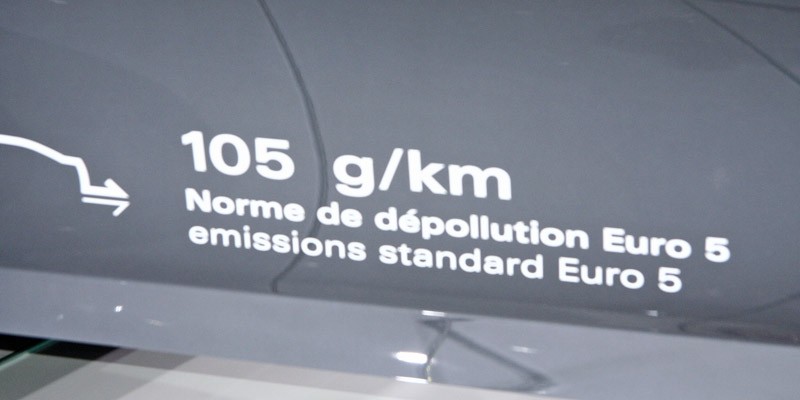 105 g/km
Norme de dépollution Euro 5
emissions standard Euro 5